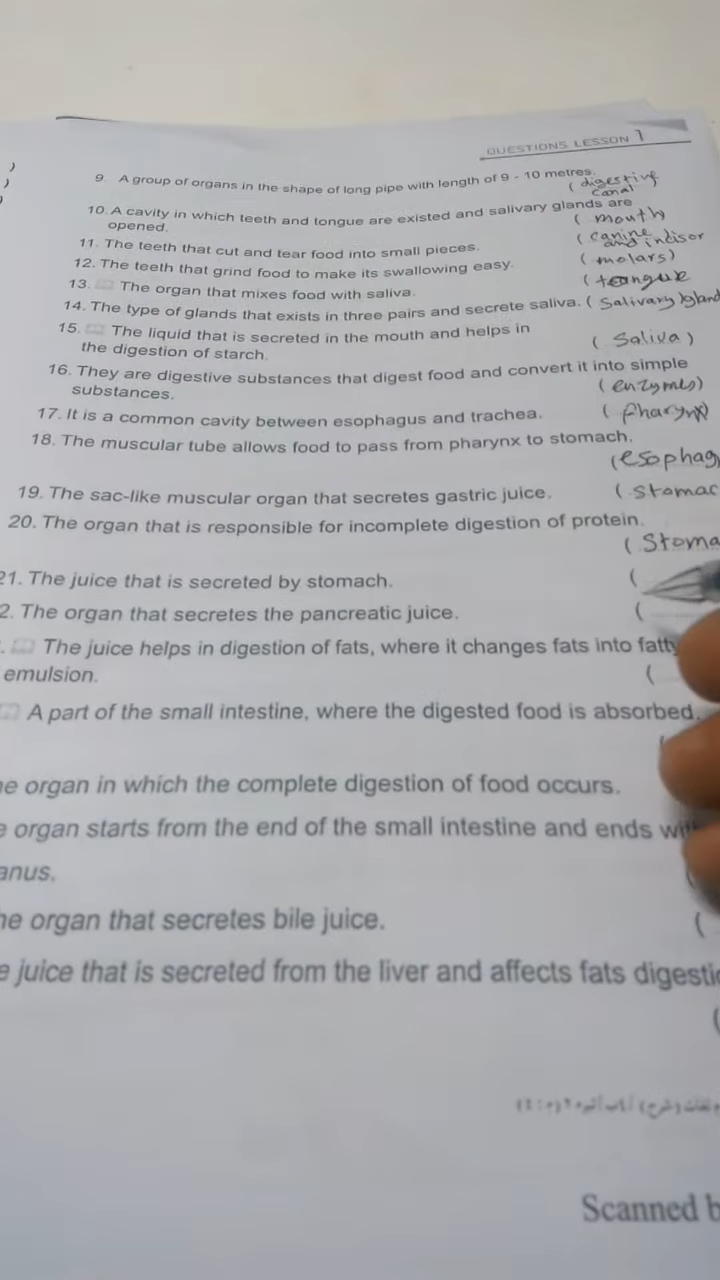 QUESTIONS LESSON 1
9. A group of organs in the shape of long pipe with length of 9 - 10 metres.
( digestive
canal
10. A cavity in which teeth and tongue are existed and salivary glands are
opened.
( mouth
11. The teeth that cut and tear food into small pieces.
( canine
and incisor
12. The teeth that grind food to make its swallowing easy.
( molars )
13. The organ that mixes food with saliva.
( tongue
14. The type of glands that exists in three pairs and secrete saliva. ( Salivary gland
15. The liquid that is secreted in the mouth and helps in
the digestion of starch.
( Saliva )
16. They are digestive substances that digest food and convert it into simple
substances.
( enzymes )
17. It is a common cavity between esophagus and trachea.
( Pharynx )
18. The muscular tube allows food to pass from pharynx to stomach.
( esophag
19. The sac-like muscular organ that secretes gastric juice.
( stomac
20. The organ that is responsible for incomplete digestion of protein.
( Stoma
21. The juice that is secreted by stomach. (
2. The organ that secretes the pancreatic juice. (
. The juice helps in digestion of fats, where it changes fats into fatty
emulsion. (
A part of the small intestine, where the digested food is absorbed.
e organ in which the complete digestion of food occurs.
organ starts from the end of the small intestine and ends with
anus.
he organ that secretes bile juice. (
e juice that is secreted from the liver and affects fats digestio
(
Scanned b